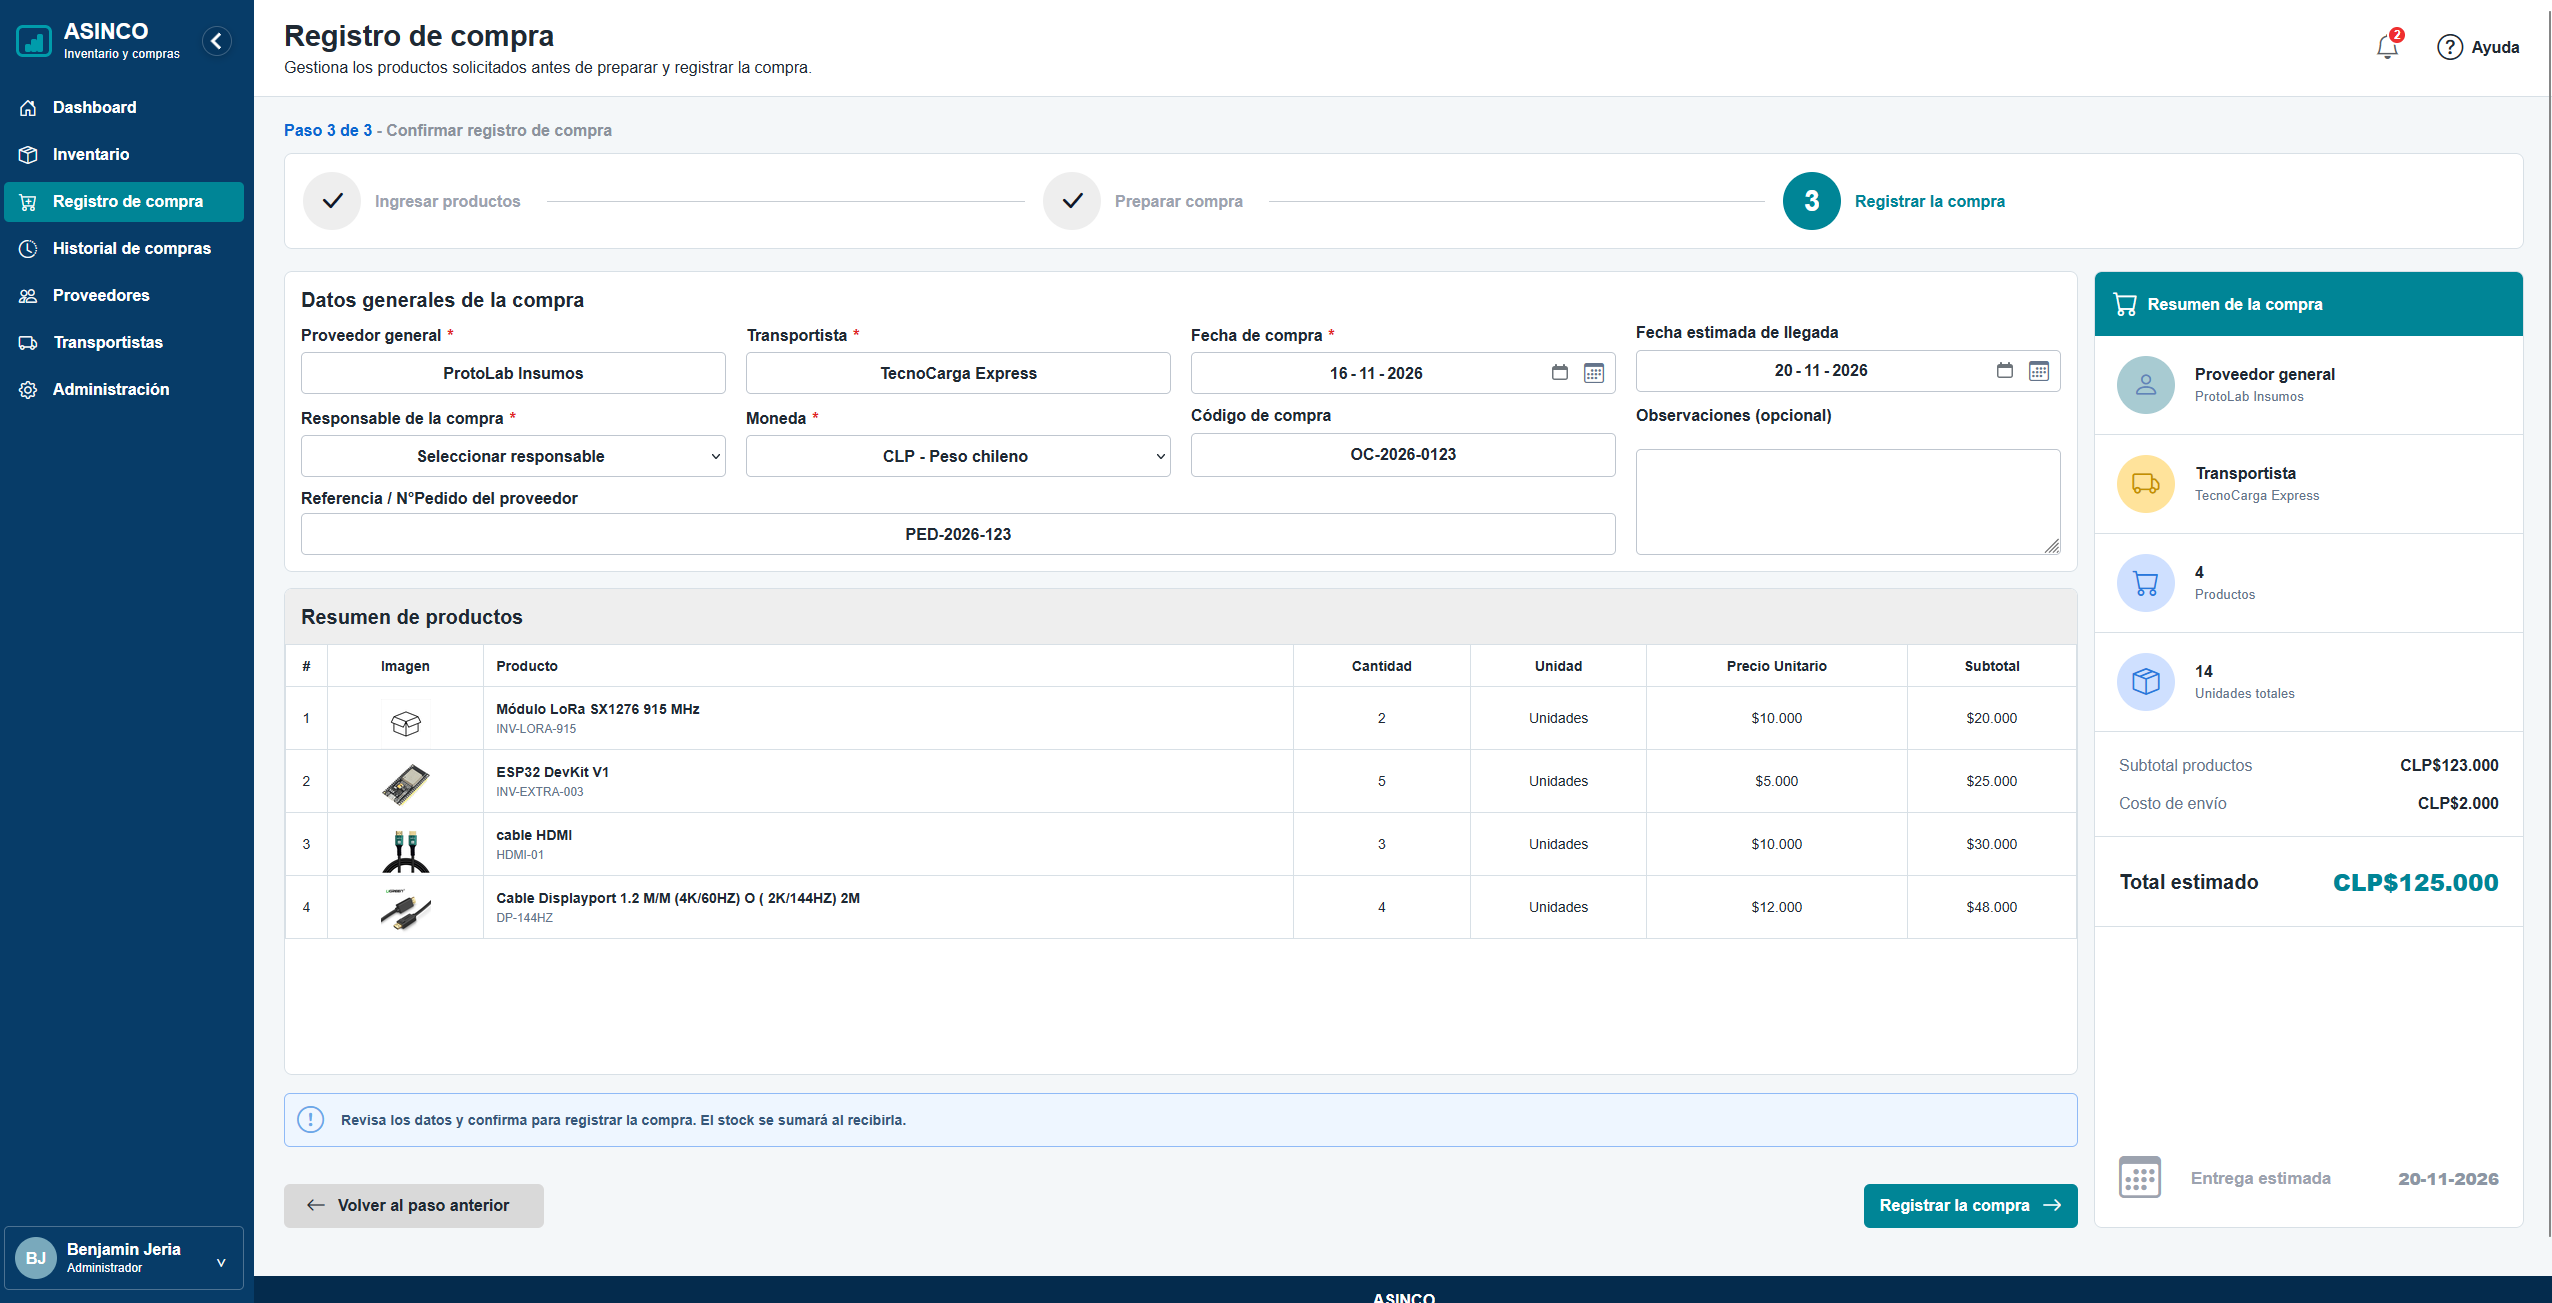 ASINCO
Inventario y compras
Dashboard
Inventario
Registro de compra
Historial de compras
Proveedores
Transportistas
Administración
BJ
Benjamin Jeria
Administrador
Registro de compra
Gestiona los productos solicitados antes de preparar y registrar la compra.
2
? Ayuda
Paso 3 de 3 - Confirmar registro de compra
Ingresar productos
Preparar compra
3 Registrar la compra
Datos generales de la compra
Proveedor general *
ProtoLab Insumos
Transportista *
TecnoCarga Express
Fecha de compra *
16 - 11 - 2026
Fecha estimada de llegada
20 - 11 - 2026
Responsable de la compra *
Seleccionar responsable
Moneda *
CLP - Peso chileno
Código de compra
OC-2026-0123
Observaciones (opcional)
Referencia / N°Pedido del proveedor
PED-2026-123
Resumen de productos
# Imagen Producto Cantidad Unidad Precio Unitario Subtotal
1 Módulo LoRa SX1276 915 MHz 2 Unidades $10.000 $20.000
INV-LORA-915
2 ESP32 DevKit V1 5 Unidades $5.000 $25.000
INV-EXTRA-003
3 cable HDMI 3 Unidades $10.000 $30.000
HDMI-01
4 Cable Displayport 1.2 M/M (4K/60HZ) O ( 2K/144HZ) 2M 4 Unidades $12.000 $48.000
DP-144HZ
Revisa los datos y confirma para registrar la compra. El stock se sumará al recibirla.
Volver al paso anterior
Registrar la compra
Resumen de la compra
Proveedor general
ProtoLab Insumos
Transportista
TecnoCarga Express
4
Productos
14
Unidades totales
Subtotal productos CLP$123.000
Costo de envío CLP$2.000
Total estimado CLP$125.000
Entrega estimada 20-11-2026
ASINCO